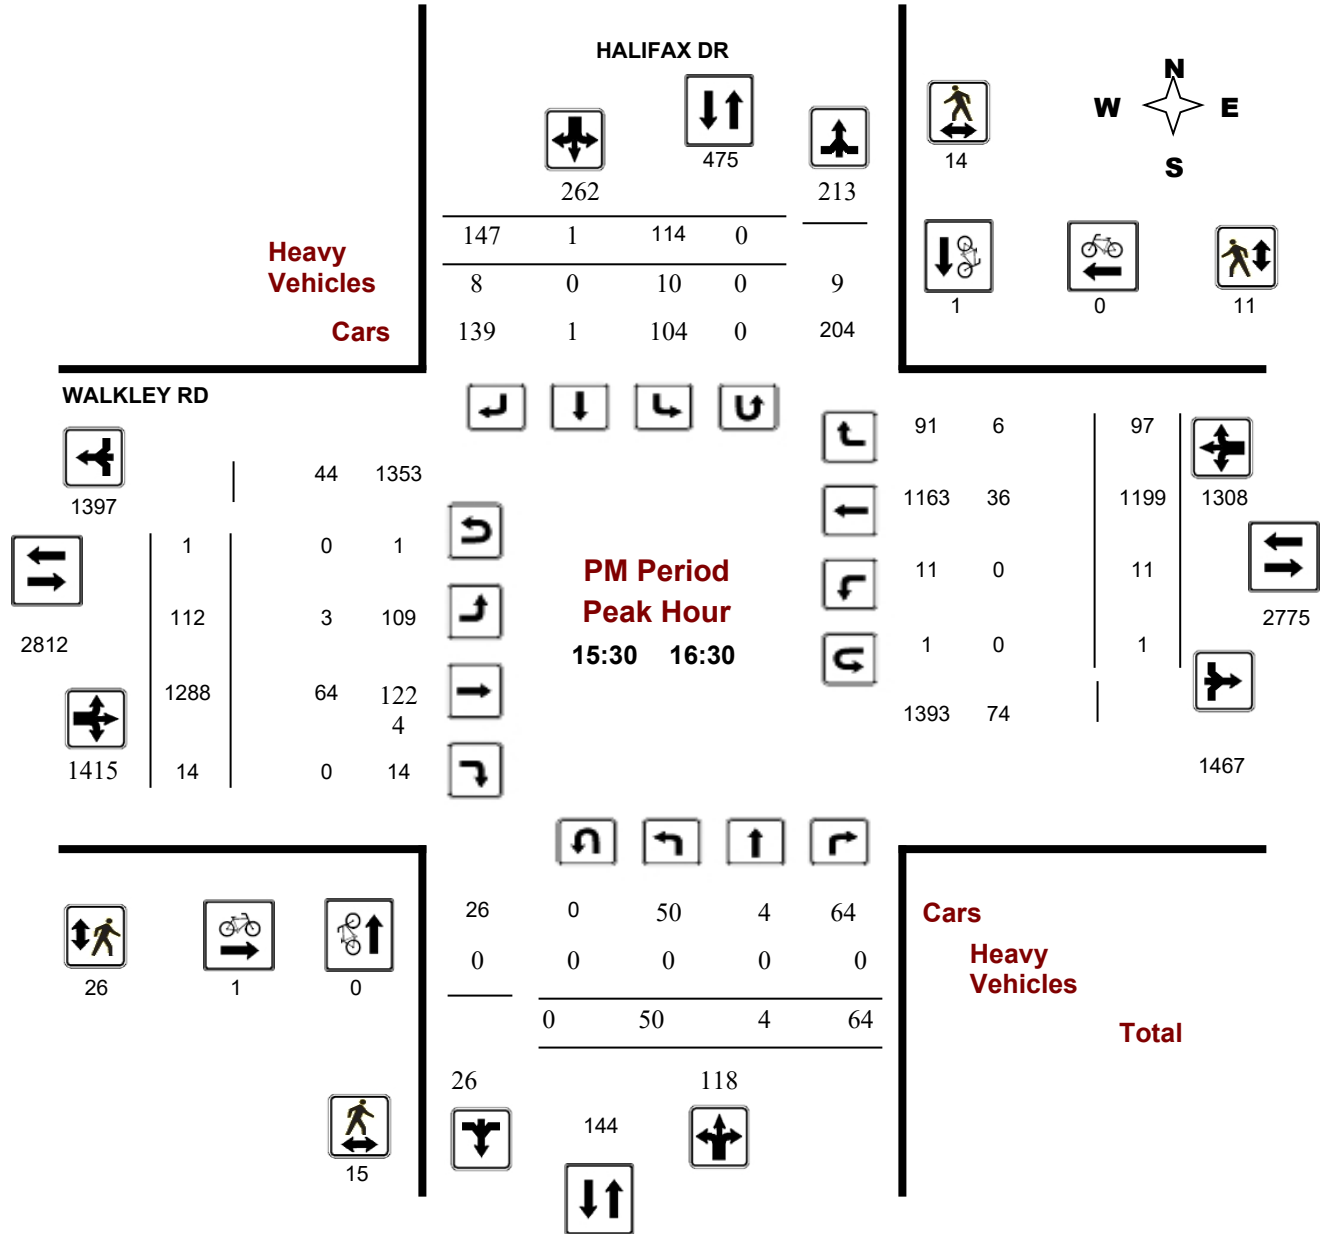 HALIFAX DR
N
W E
S
475
14
262
213
147 1 114 0
Heavy
Vehicles
8 0 10 0 9
1 0 11
Cars
139 1 104 0 204
WALKLEY RD
91 6 97
44 1353
1397
1163 36 1199 1308
1 0 1
PM Period
11 0 11
112 3 109
Peak Hour
2775
2812
15:30 16:30
1 0 1
1288 64 122
4
1393 74
1415 14 0 14
1467
26 0 50 4 64
Cars
0 0 0 0 0
Heavy
Vehicles
26 1 0
0 50 4 64
Total
26 118
144
15